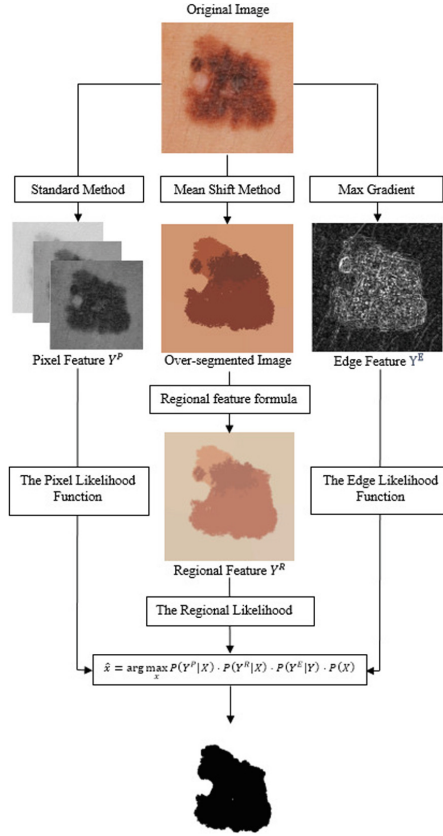 Original Image
Standard Method
Mean Shift Method
Max Gradient
Pixel Feature Y^P
Over-segmented Image
Edge Feature Y^E
Regional feature formula
The Pixel Likelihood
Function
The Edge Likelihood
Function
Regional Feature Y^R
The Regional Likelihood
x̂ = arg max_x P(Y^P|X) · P(Y^R|X) · P(Y^E|Y) · P(X)